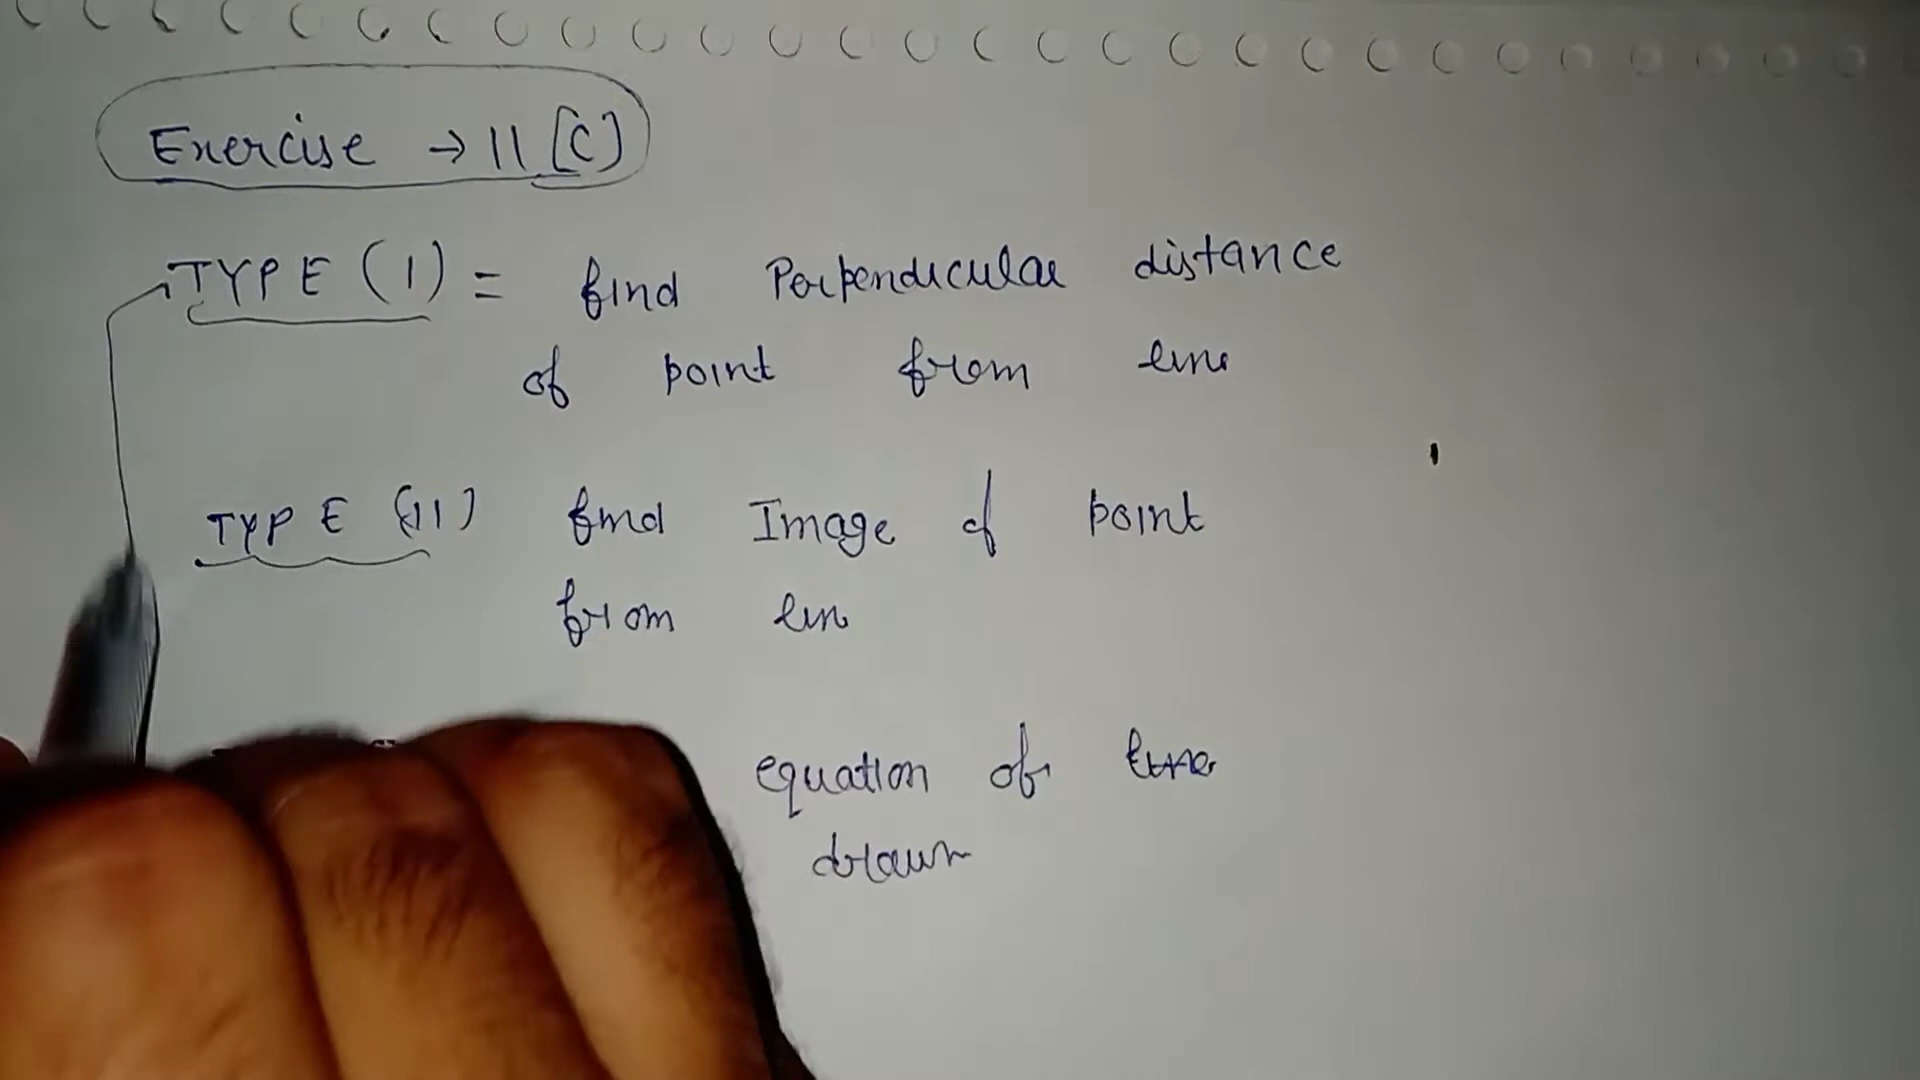 Exercise → 11 [C]
TYPE (1) = find Perpendicular distance
of point from line
TYPE (11) find Image of point
from lin
equation of line
drawn